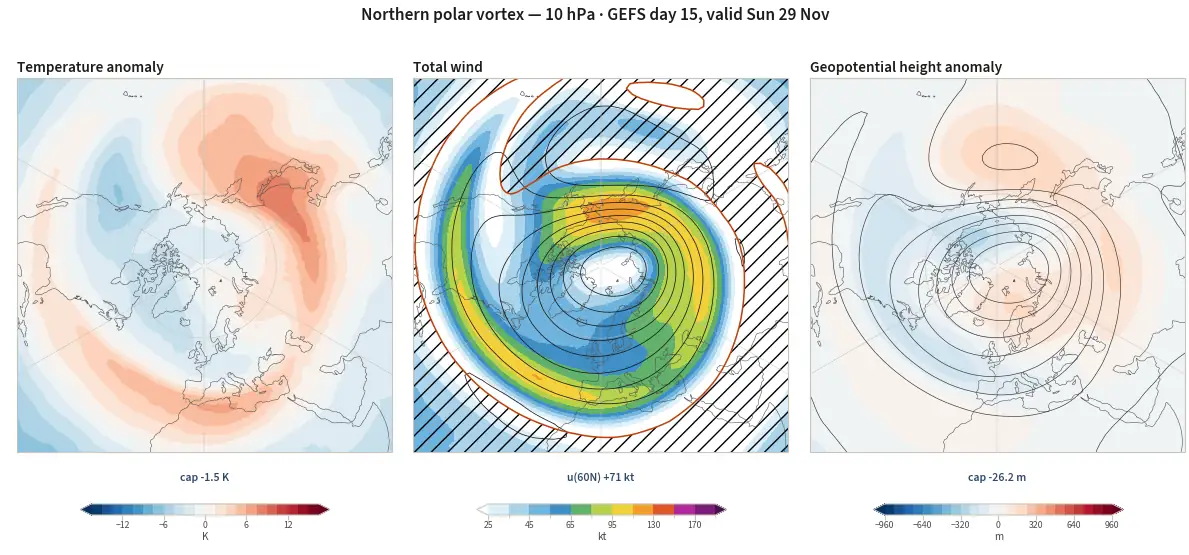 Northern polar vortex — 10 hPa · GEFS day 15, valid Sun 29 Nov
Temperature anomaly
Total wind
Geopotential height anomaly
cap -1.5 K
u(60N) +71 kt
cap -26.2 m
−12 −6 0 6 12
K
25 45 65 95 130 170
kt
−960 −640 −320 0 320 640 960
m